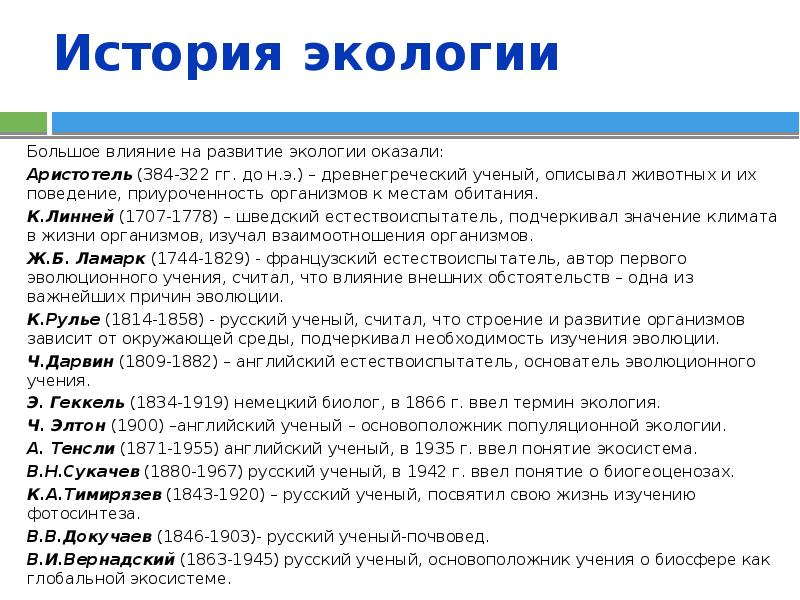 История экологии
Большое влияние на развитие экологии оказали:
Аристотель (384-322 гг. до н.э.) – древнегреческий ученый, описывал животных и их
поведение, приуроченность организмов к местам обитания.
К.Линней (1707-1778) – шведский естествоиспытатель, подчеркивал значение климата
в жизни организмов, изучал взаимоотношения организмов.
Ж.Б. Ламарк (1744-1829) - французский естествоиспытатель, автор первого
эволюционного учения, считал, что влияние внешних обстоятельств – одна из
важнейших причин эволюции.
К.Рулье (1814-1858) - русский ученый, считал, что строение и развитие организмов
зависит от окружающей среды, подчеркивал необходимость изучения эволюции.
Ч.Дарвин (1809-1882) – английский естествоиспытатель, основатель эволюционного
учения.
Э. Геккель (1834-1919) немецкий биолог, в 1866 г. ввел термин экология.
Ч. Элтон (1900) –английский ученый – основоположник популяционной экологии.
А. Тенсли (1871-1955) английский ученый, в 1935 г. ввел понятие экосистема.
В.Н.Сукачев (1880-1967) русский ученый, в 1942 г. ввел понятие о биогеоценозах.
К.А.Тимирязев (1843-1920) – русский ученый, посвятил свою жизнь изучению
фотосинтеза.
В.В.Докучаев (1846-1903)- русский ученый-почвовед.
В.И.Вернадский (1863-1945) русский ученый, основоположник учения о биосфере как
глобальной экосистеме.